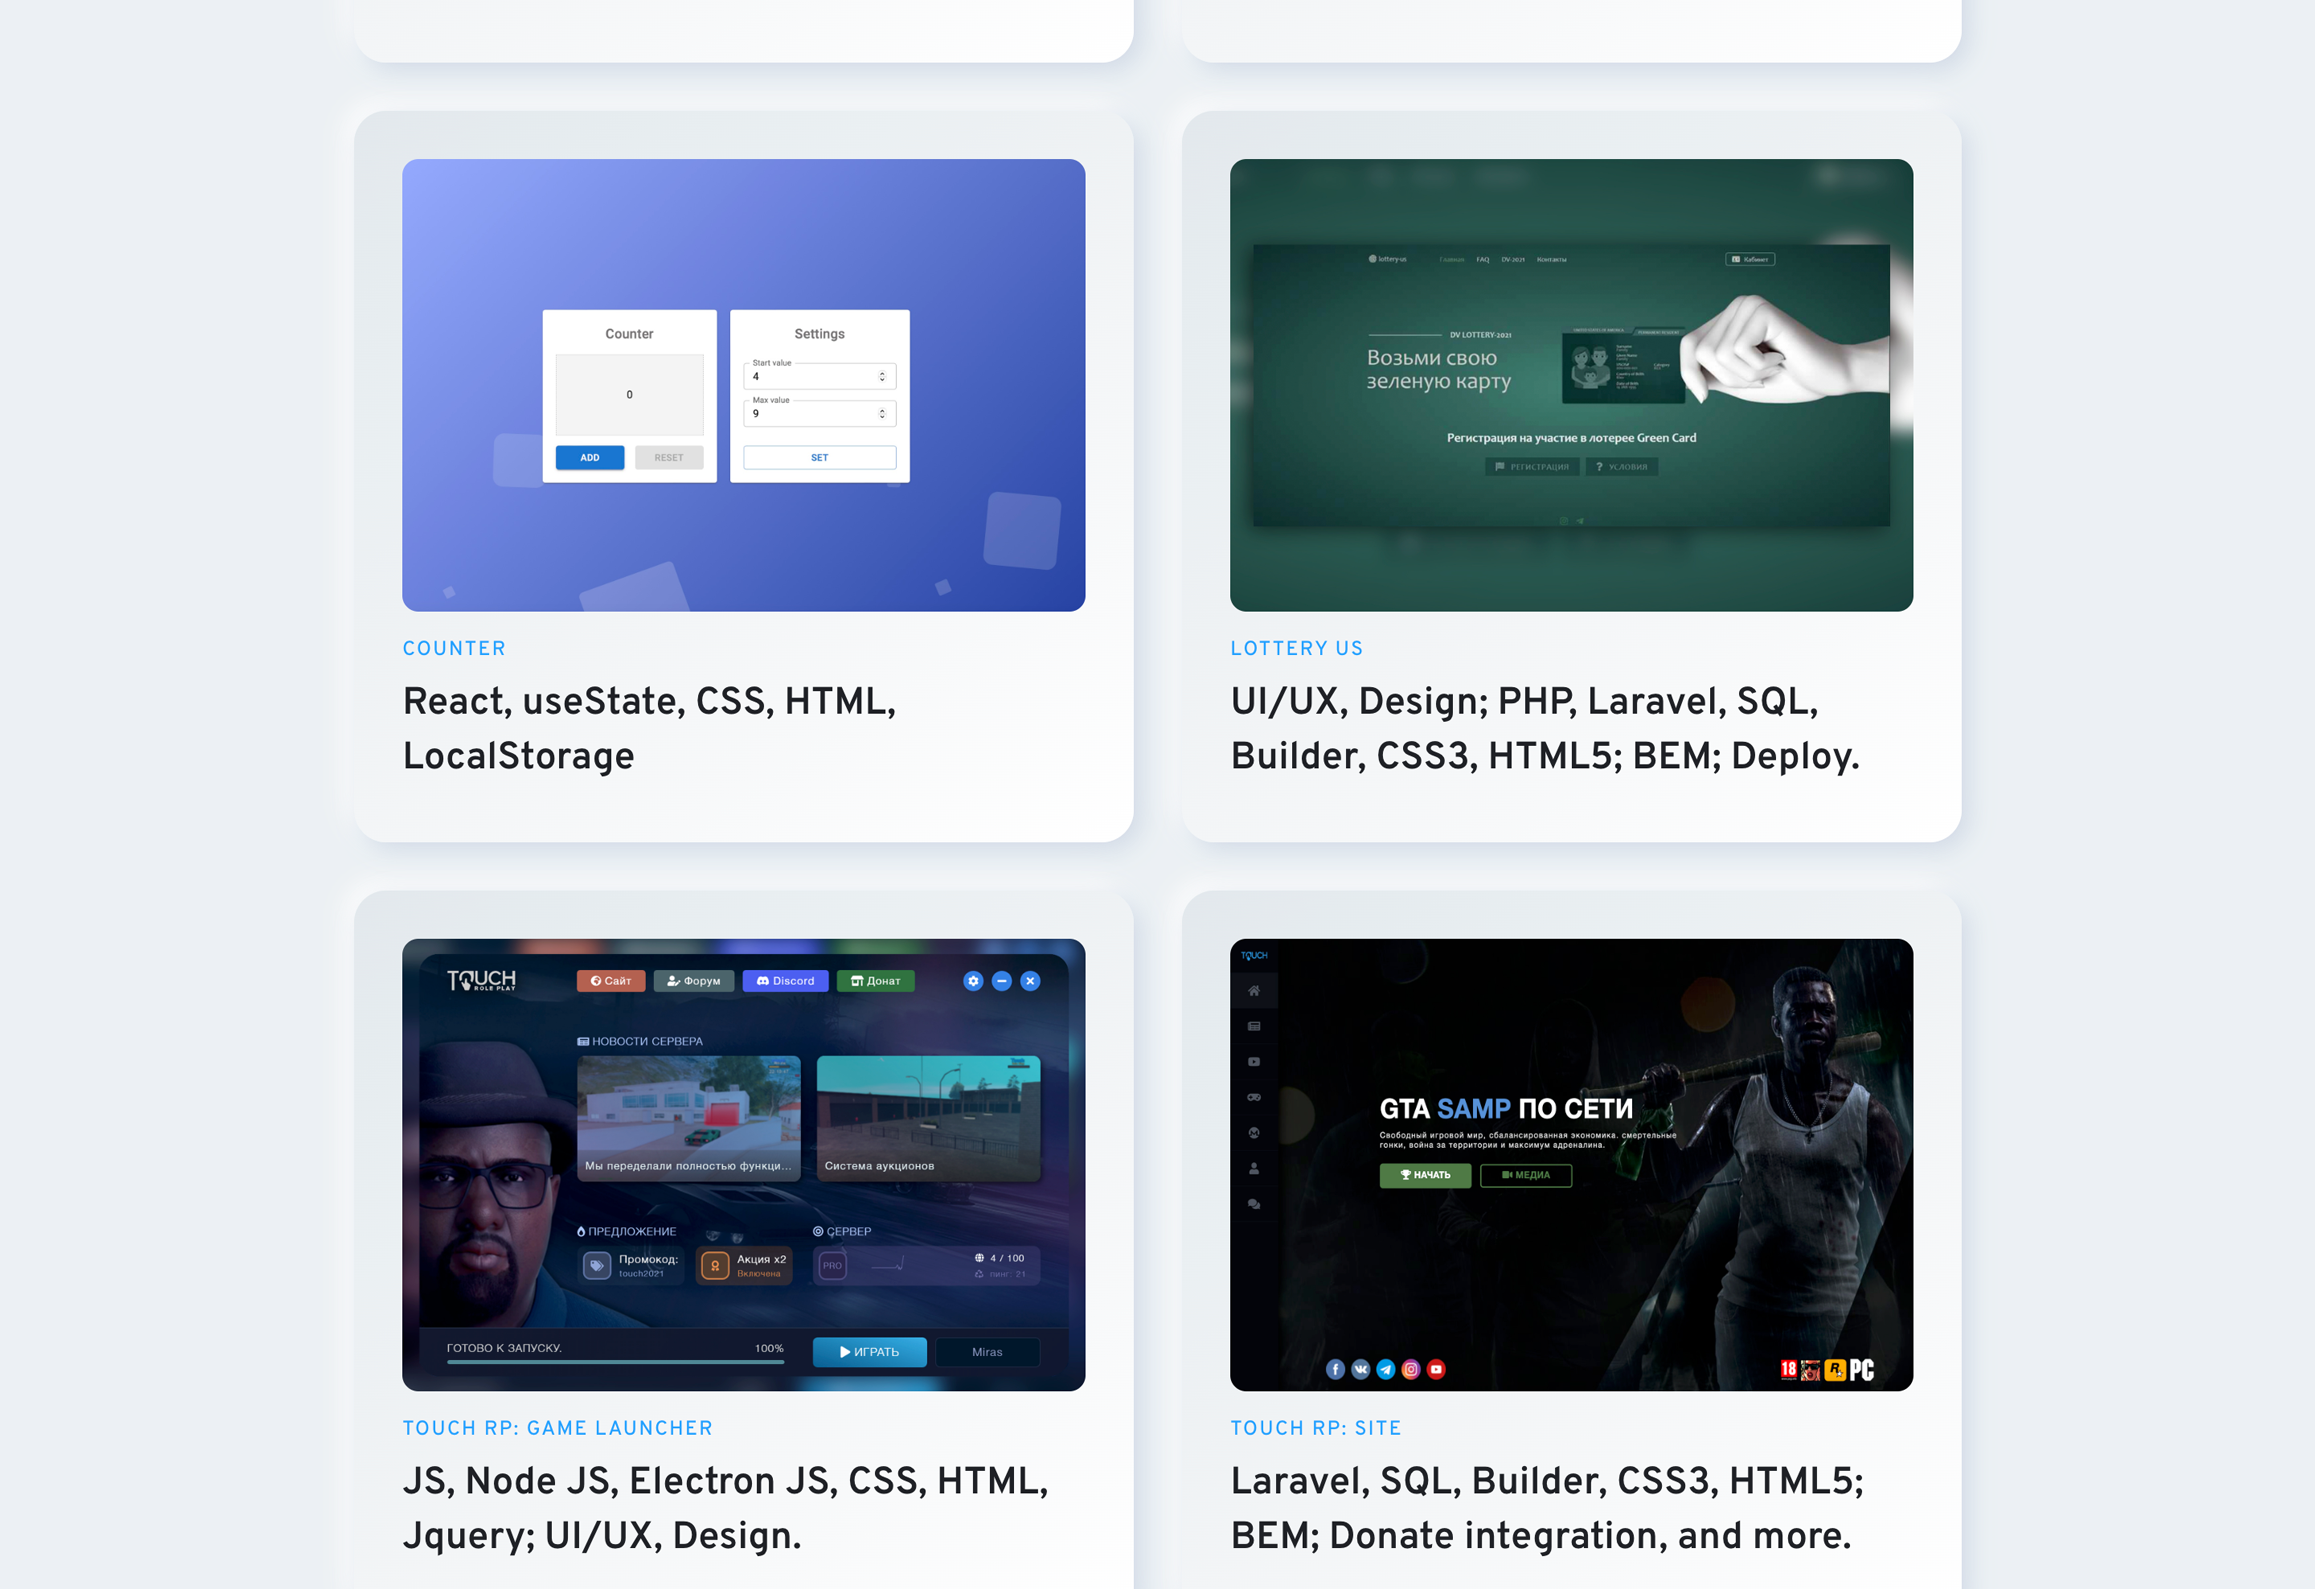 Counter
0
ADD
RESET
Settings
Start value
4
Max value
9
SET
COUNTER
React, useState, CSS, HTML,
LocalStorage
lottery-us
Главная
FAQ
DV-2021
Контакты
Кабинет
DV LOTTERY-2021
Возьми свою
зеленую карту
UNITED STATES OF AMERICA
Регистрация на участие в лотерее Green Card
РЕГИСТРАЦИЯ
УСЛОВИЯ
LOTTERY US
UI/UX, Design; PHP, Laravel, SQL,
Builder, CSS3, HTML5; BEM; Deploy.
TOUCH
ROLE PLAY
Сайт
Форум
Discord
Донат
НОВОСТИ СЕРВЕРА
Мы переделали полностью функци...
Система аукционов
ПРЕДЛОЖЕНИЕ
СЕРВЕР
Промокод:
touch2021
Акция x2
Включена
PRO
4 / 100
пинг: 21
ГОТОВО К ЗАПУСКУ.
100%
ИГРАТЬ
Miras
TOUCH RP: GAME LAUNCHER
JS, Node JS, Electron JS, CSS, HTML,
Jquery; UI/UX, Design.
TOUCH
GTA SAMP ПО СЕТИ
Свободный игровой мир, сбалансированная экономика. смертельные
гонки, война за территории и максимум адреналина.
НАЧАТЬ
МЕДИА
18
R
PC
TOUCH RP: SITE
Laravel, SQL, Builder, CSS3, HTML5;
BEM; Donate integration, and more.